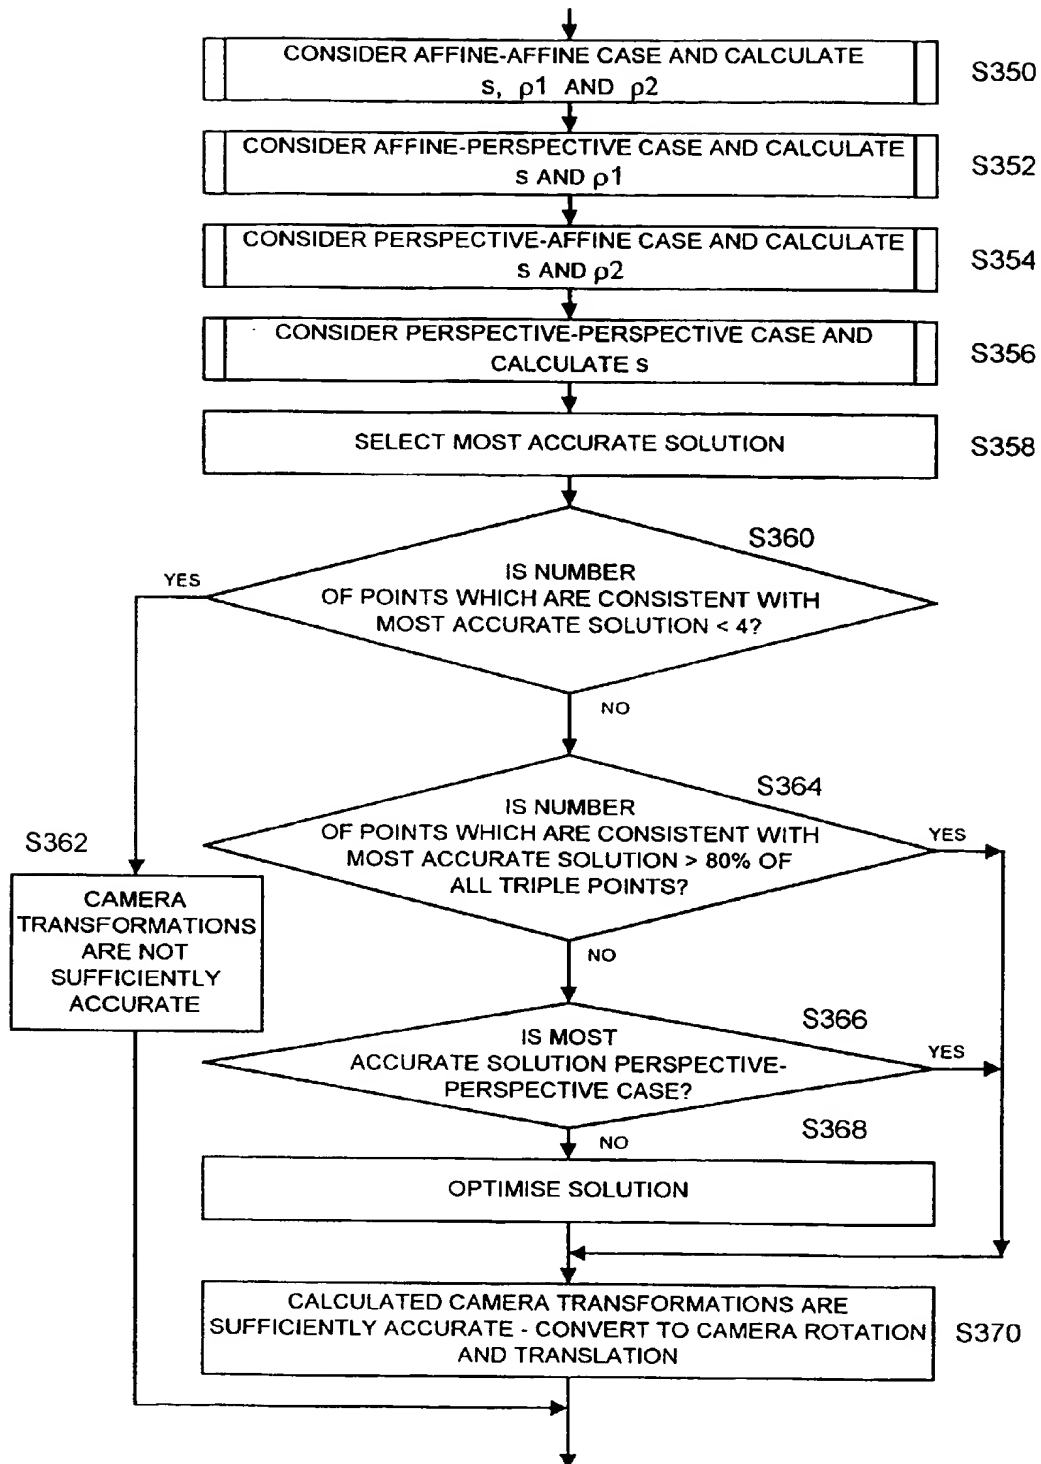 CONSIDER AFFINE-AFFINE CASE AND CALCULATE
s, ρ1 AND ρ2
S350
CONSIDER AFFINE-PERSPECTIVE CASE AND CALCULATE
s AND ρ1
S352
CONSIDER PERSPECTIVE-AFFINE CASE AND CALCULATE
s AND ρ2
S354
CONSIDER PERSPECTIVE-PERSPECTIVE CASE AND
CALCULATE s
S356
SELECT MOST ACCURATE SOLUTION
S358
S360
YES
IS NUMBER
OF POINTS WHICH ARE CONSISTENT WITH
MOST ACCURATE SOLUTION < 4?
NO
S364
IS NUMBER
OF POINTS WHICH ARE CONSISTENT WITH
MOST ACCURATE SOLUTION > 80% OF
ALL TRIPLE POINTS?
YES
S362
CAMERA
TRANSFORMATIONS
ARE NOT
SUFFICIENTLY
ACCURATE
NO
S366
IS MOST
ACCURATE SOLUTION PERSPECTIVE-
PERSPECTIVE CASE?
YES
NO
S368
OPTIMISE SOLUTION
CALCULATED CAMERA TRANSFORMATIONS ARE
SUFFICIENTLY ACCURATE - CONVERT TO CAMERA ROTATION
AND TRANSLATION
S370